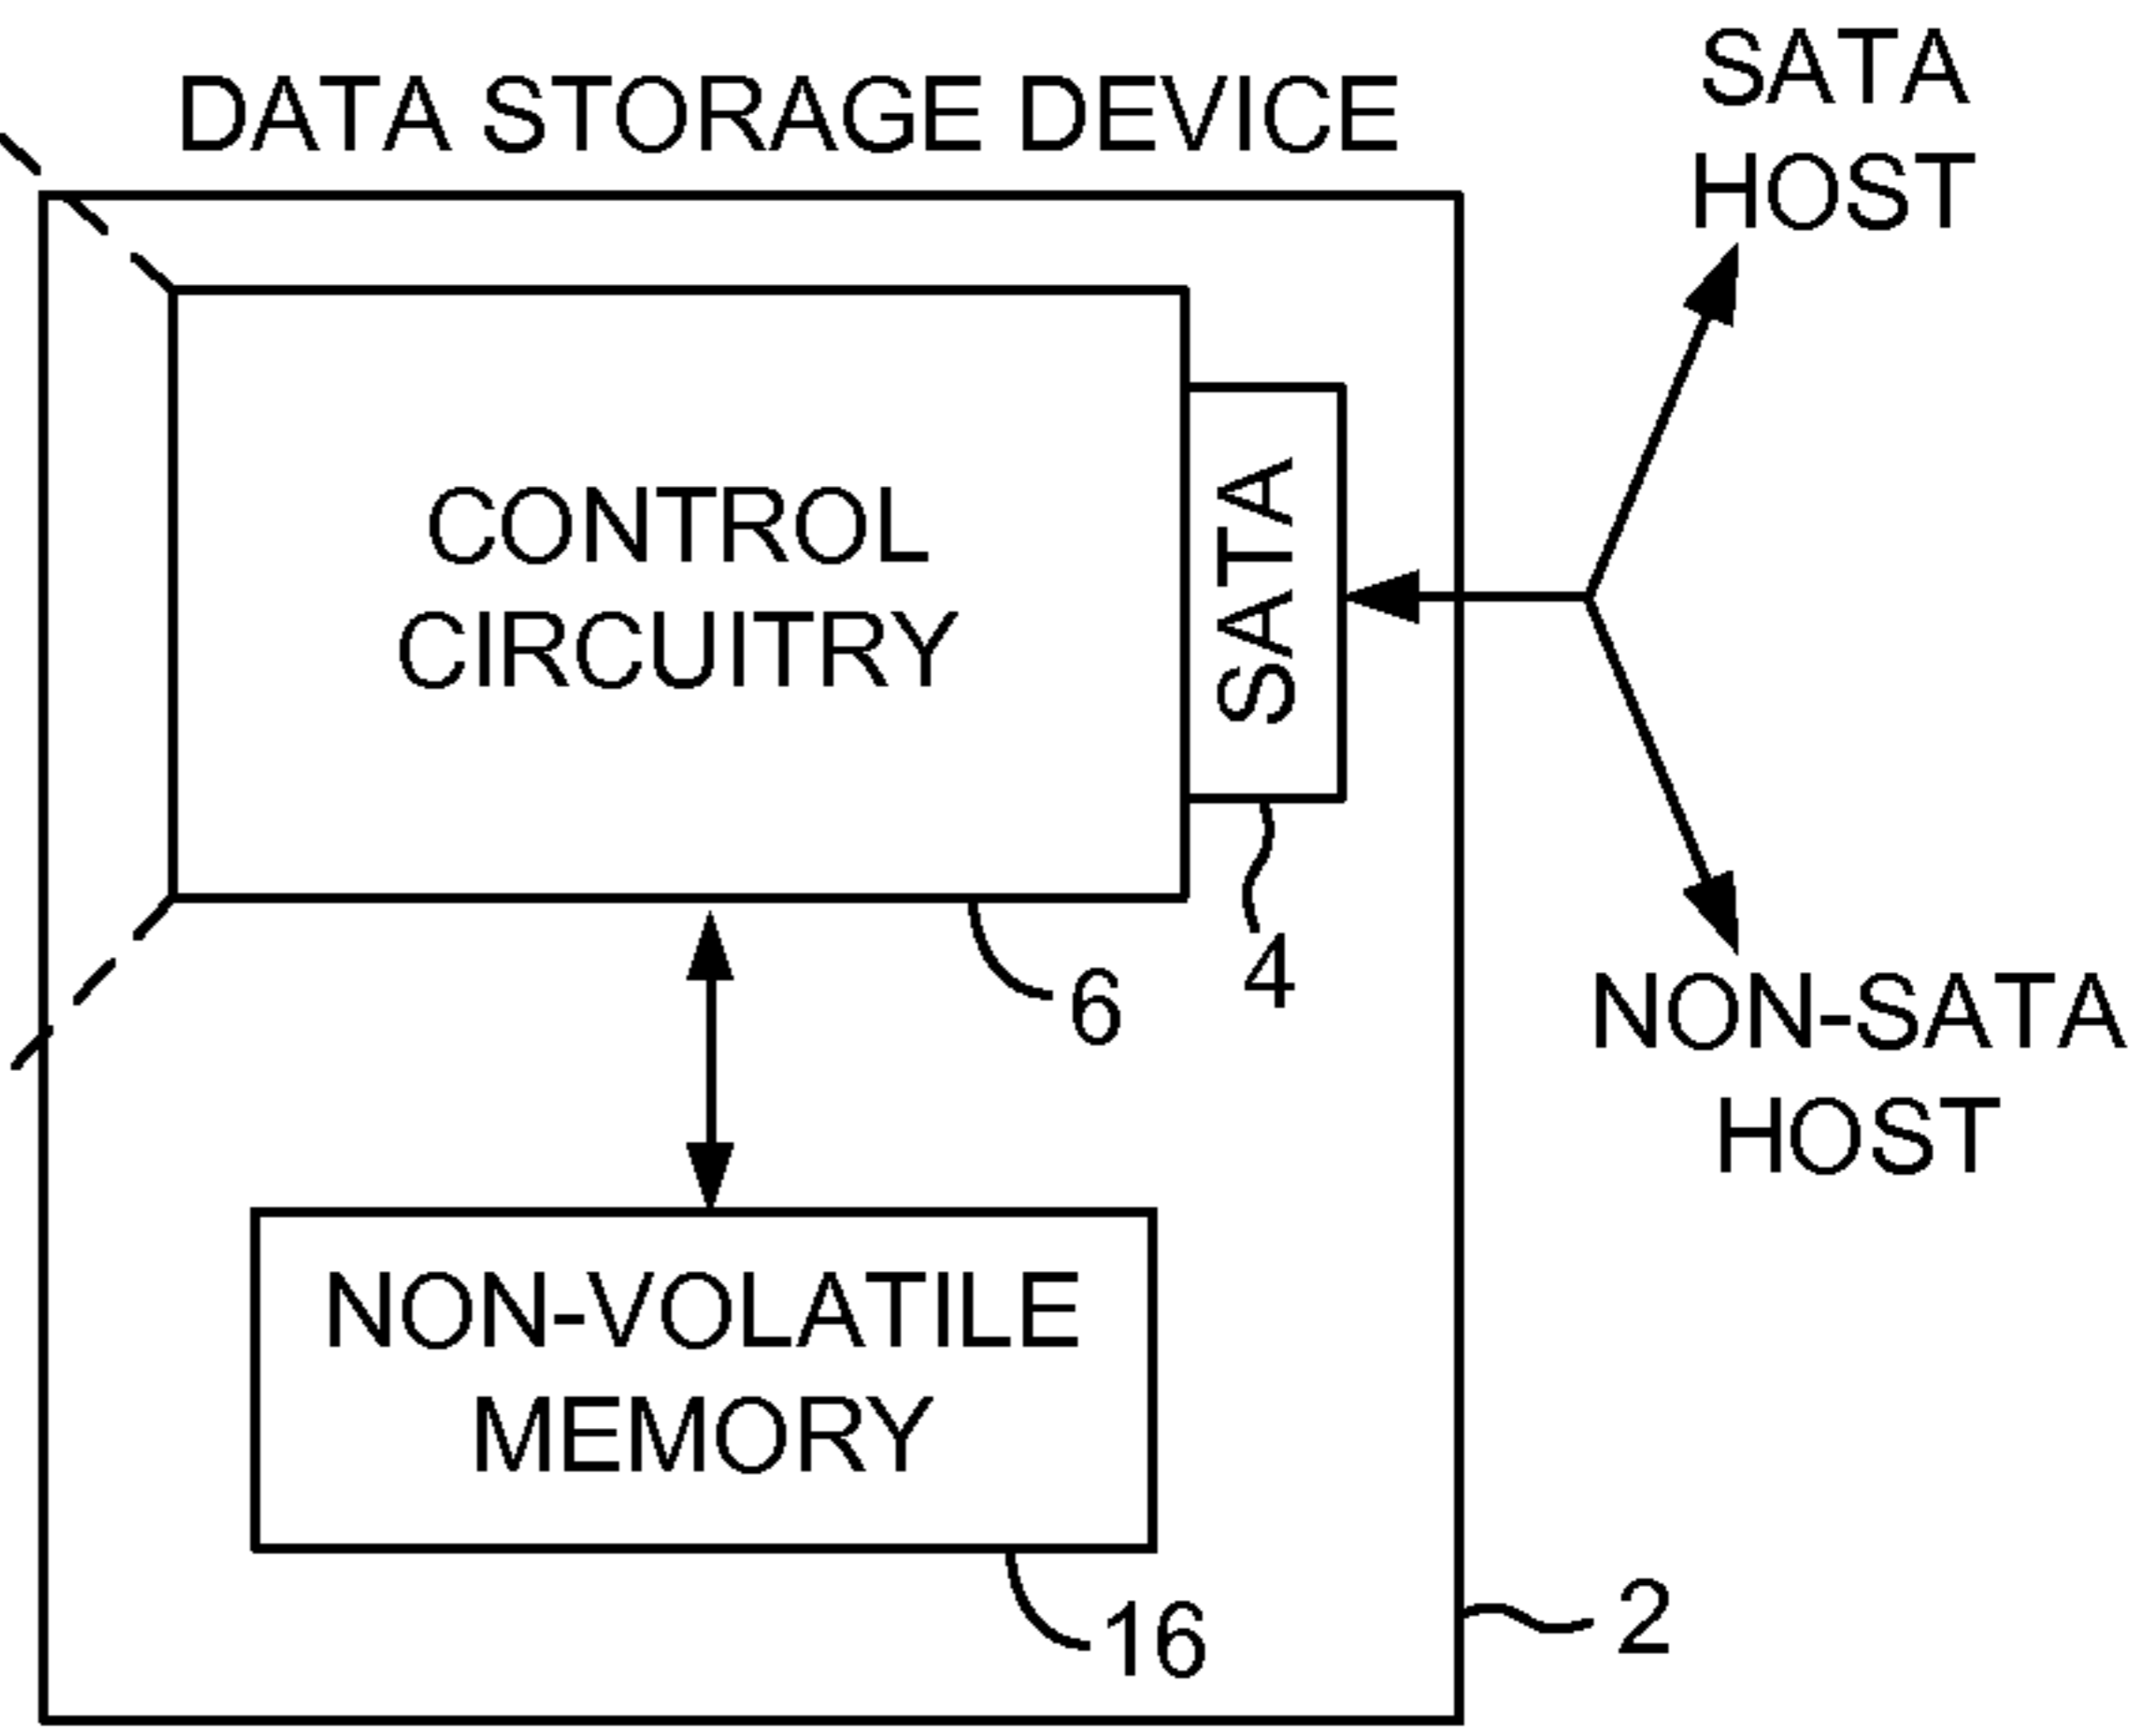 DATA STORAGE DEVICE
SATA
HOST
CONTROL
CIRCUITRY
SATA
4
6
NON-SATA
HOST
NON-VOLATILE
MEMORY
16
2